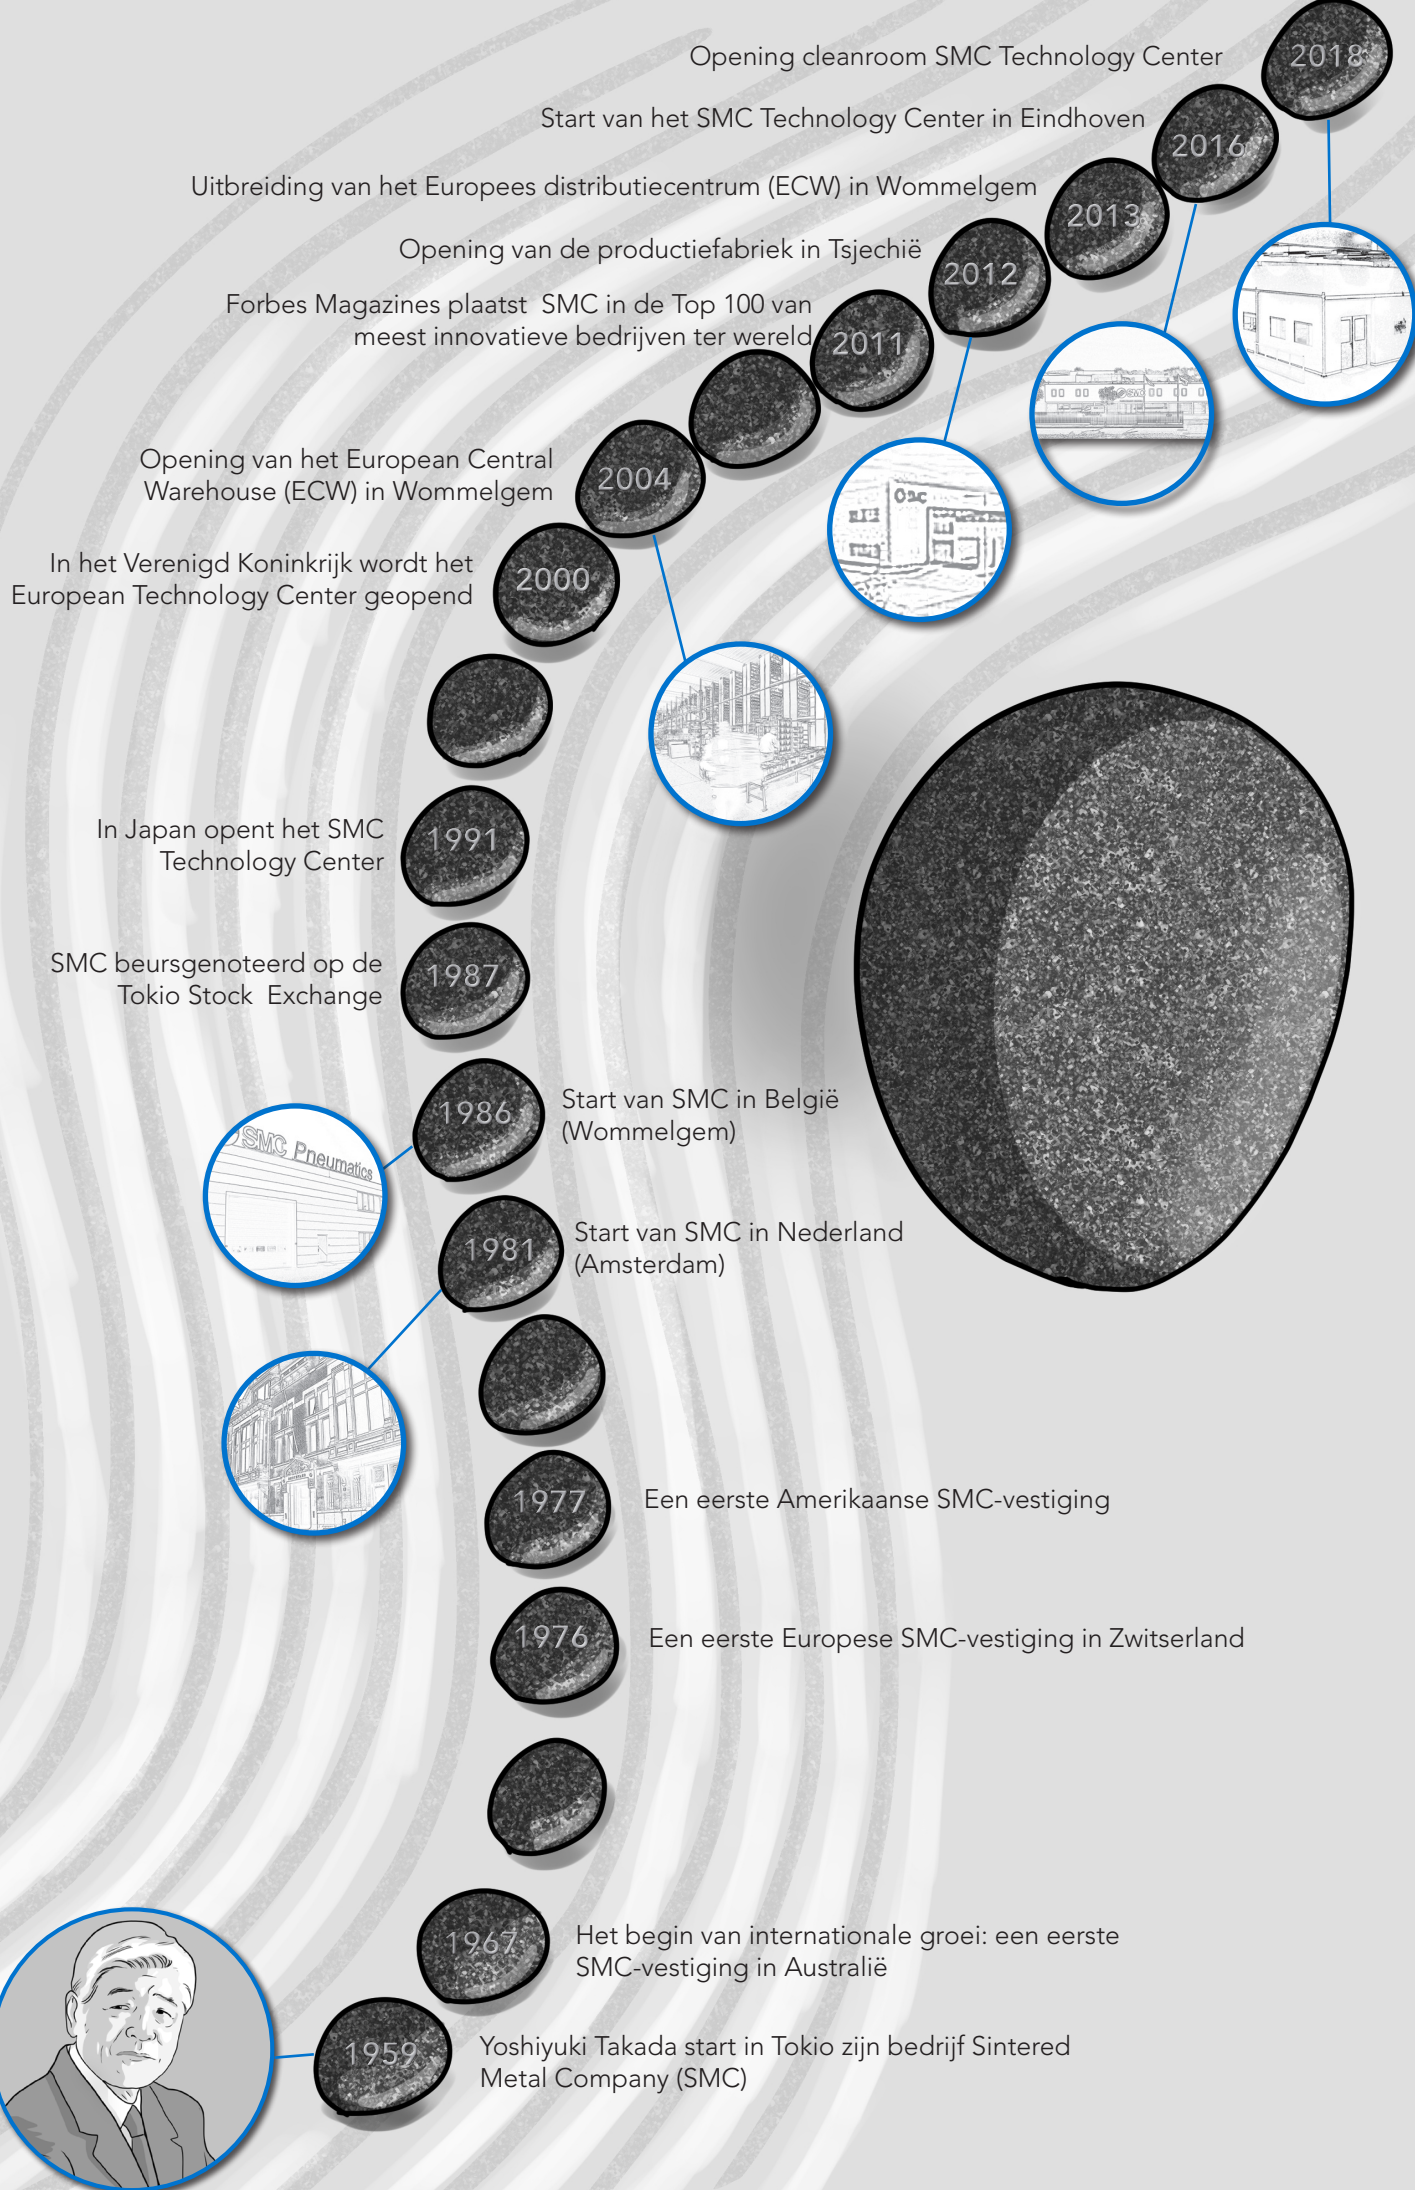 Opening cleanroom SMC Technology Center
2018
Start van het SMC Technology Center in Eindhoven
2016
Uitbreiding van het Europees distributiecentrum (ECW) in Wommelgem
2013
Opening van de productiefabriek in Tsjechië
2012
Forbes Magazines plaatst SMC in de Top 100 van
meest innovatieve bedrijven ter wereld
2011
Opening van het European Central
Warehouse (ECW) in Wommelgem
2004
In het Verenigd Koninkrijk wordt het
European Technology Center geopend
2000
In Japan opent het SMC
Technology Center
1991
SMC beursgenoteerd op de
Tokio Stock Exchange
1987
1986
Start van SMC in België
(Wommelgem)
SMC Pneumatics
1981
Start van SMC in Nederland
(Amsterdam)
1977
Een eerste Amerikaanse SMC-vestiging
1976
Een eerste Europese SMC-vestiging in Zwitserland
1967
Het begin van internationale groei: een eerste
SMC-vestiging in Australië
1959
Yoshiyuki Takada start in Tokio zijn bedrijf Sintered
Metal Company (SMC)